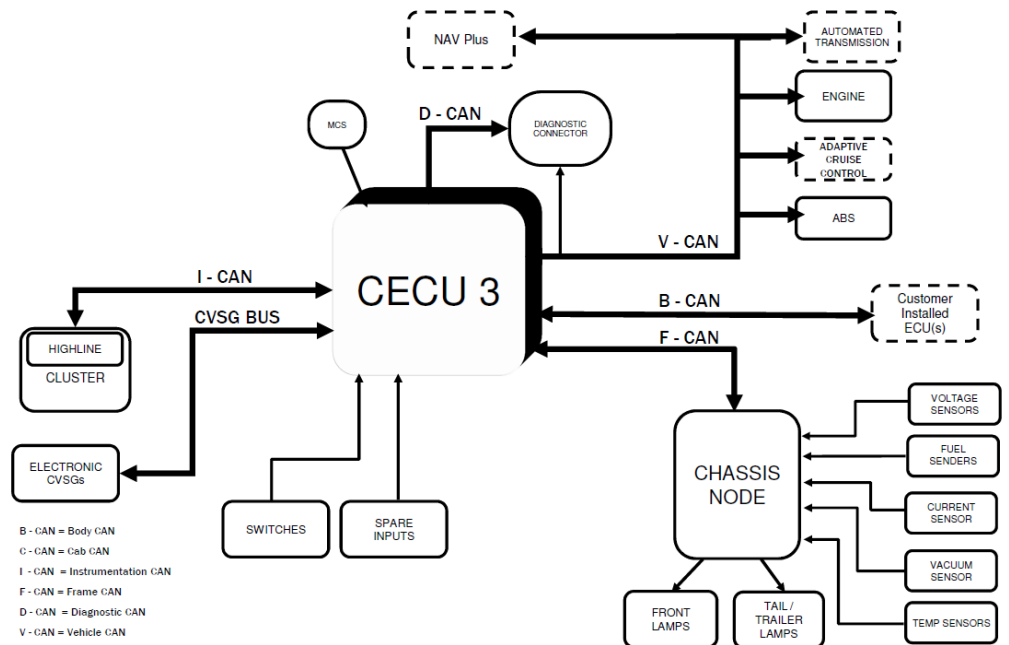 NAV Plus
AUTOMATED
TRANSMISSION
MCS
D - CAN
DIAGNOSTIC
CONNECTOR
ENGINE
ADAPTIVE
CRUISE
CONTROL
ABS
V - CAN
I - CAN
CECU 3
B - CAN
Customer
Installed
ECU(s)
CVSG BUS
F - CAN
HIGHLINE
CLUSTER
VOLTAGE
SENSORS
FUEL
SENDERS
ELECTRONIC
CVSGs
CHASSIS
NODE
CURRENT
SENSOR
SWITCHES
SPARE
INPUTS
VACUUM
SENSOR
FRONT
LAMPS
TAIL /
TRAILER
LAMPS
TEMP SENSORS
B - CAN = Body CAN
C - CAN = Cab CAN
I - CAN = Instrumentation CAN
F - CAN = Frame CAN
D - CAN = Diagnostic CAN
V - CAN = Vehicle CAN